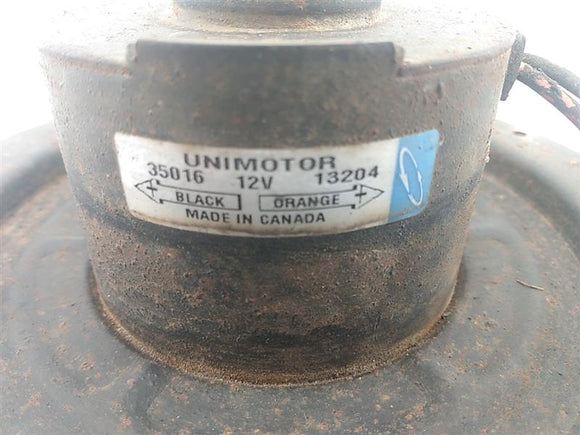 UNIMOTOR
35016 12V 13204
+ BLACK ORANGE +
MADE IN CANADA